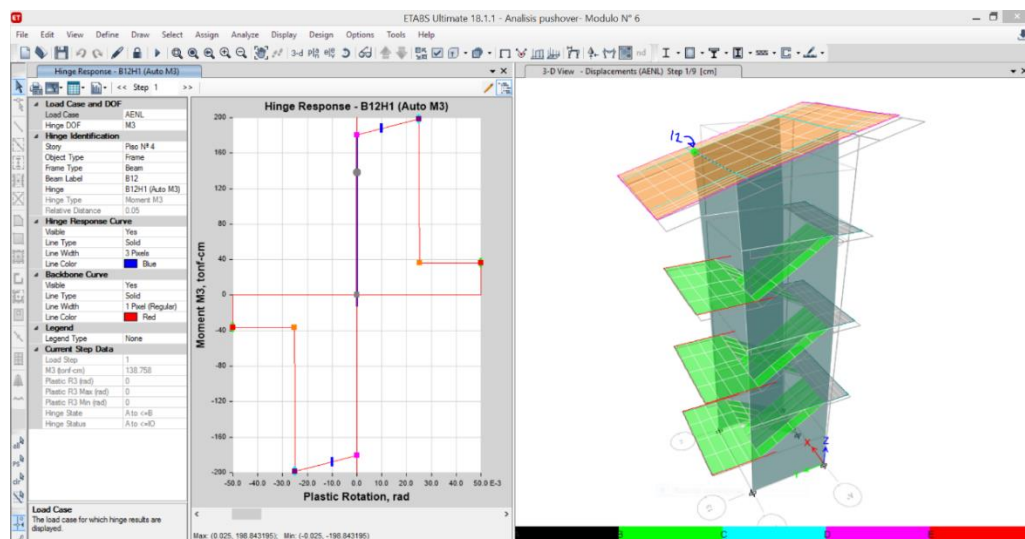 ETABS Ultimate 18.1.1- Analisis pushover- Modulo N° 6
File Edit View Define Draw Select Assign Analyze Display Design Options Tools Help
Hinge Response - B12H1 (Auto M3)
3-D View - Displacements (AENL) Step 1/9 [cm]
<< Step 1 >>
Load Case and DOF
Load Case AENL
Hinge DOF M3
Hinge Identification
Story Piso Nº 4
Object Type Frame
Frame Type Beam
Beam Label B12
Hinge B12H1 (Auto M3)
Hinge Type Moment M3
Relative Distance 0.05
Hinge Response Curve
Visible Yes
Line Type Solid
Line Width 3 Pixels
Line Color Blue
Backbone Curve
Visible Yes
Line Type Solid
Line Width 1 Pixel (Regular)
Line Color Red
Legend
Legend Type None
Current Step Data
Load Step 1
M3 (tonf-cm) 138.758
Plastic R3 (rad) 0
Plastic R3 Max (rad) 0
Plastic R3 Min (rad) 0
Hinge State A to <=B
Hinge Status A to <=IO
Load Case
The load case for which hinge results are
displayed.
Hinge Response - B12H1 (Auto M3)
Moment M3, tonf-cm
200
160
120
80
40
0
-40
-80
-120
-160
-200
-50.0 -40.0 -30.0 -20.0 -10.0 0.0 10.0 20.0 30.0 40.0 50.0 E-3
Plastic Rotation, rad
Max: (0.025, 198.843195); Min: (-0.025, -198.843195)
12
X
Z
B C D E